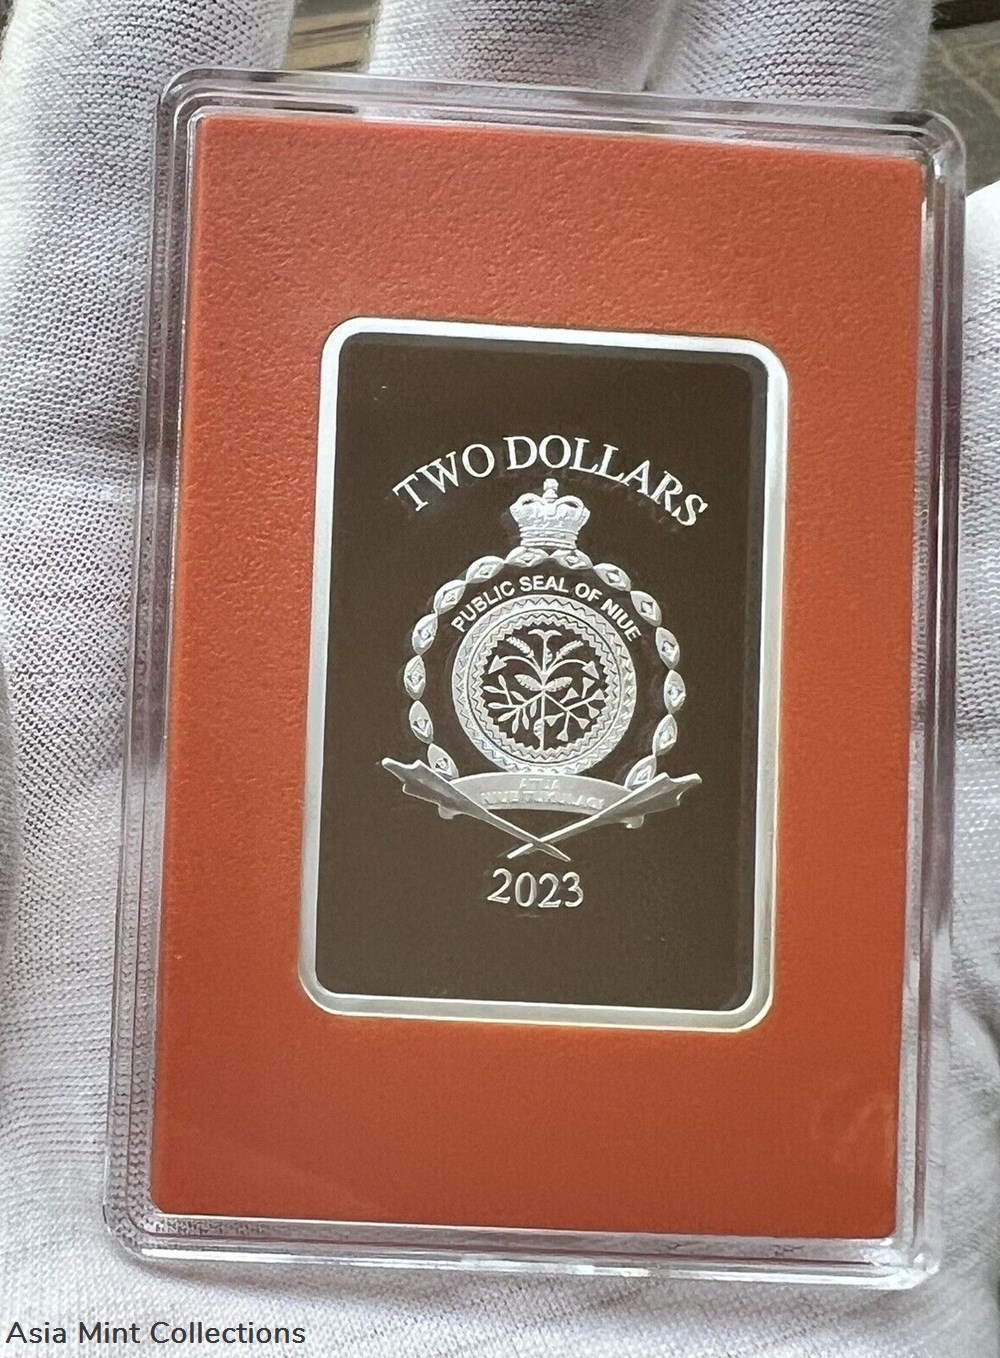 TWO DOLLARS
PUBLIC SEAL OF NIUE
2023
Asia Mint Collections